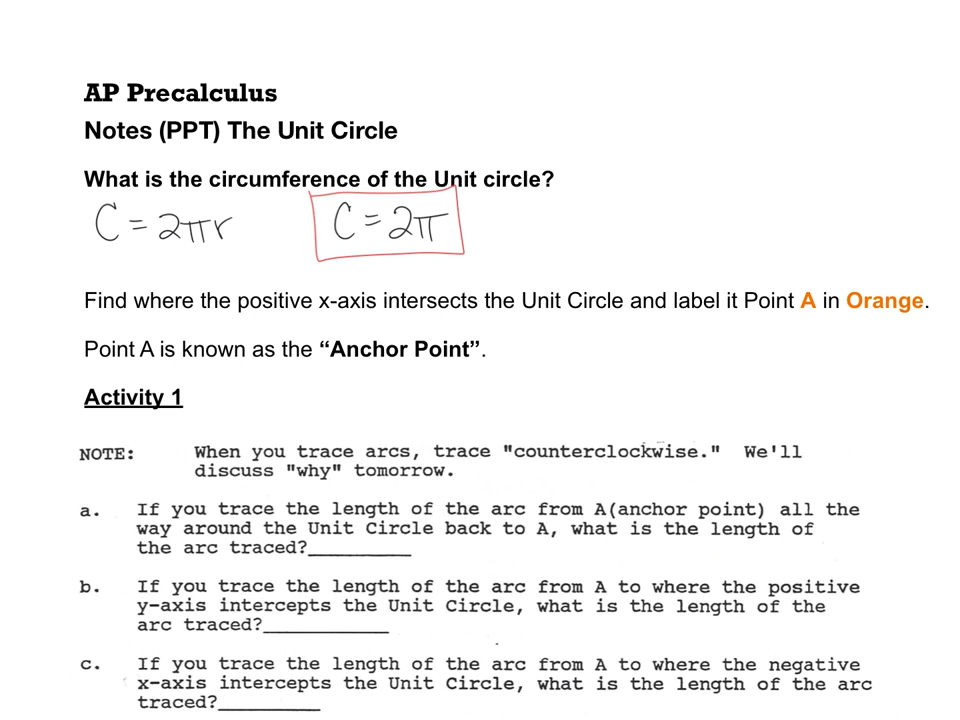 AP Precalculus
Notes (PPT) The Unit Circle
What is the circumference of the Unit circle?
C = 2πr C = 2π
Find where the positive x-axis intersects the Unit Circle and label it Point A in Orange.
Point A is known as the “Anchor Point”.
Activity 1
NOTE: When you trace arcs, trace "counterclockwise." We'll
discuss "why" tomorrow.
a. If you trace the length of the arc from A(anchor point) all the
way around the Unit Circle back to A, what is the length of
the arc traced?__________
b. If you trace the length of the arc from A to where the positive
y-axis intercepts the Unit Circle, what is the length of the
arc traced?____________
c. If you trace the length of the arc from A to where the negative
x-axis intercepts the Unit Circle, what is the length of the arc
traced?__________